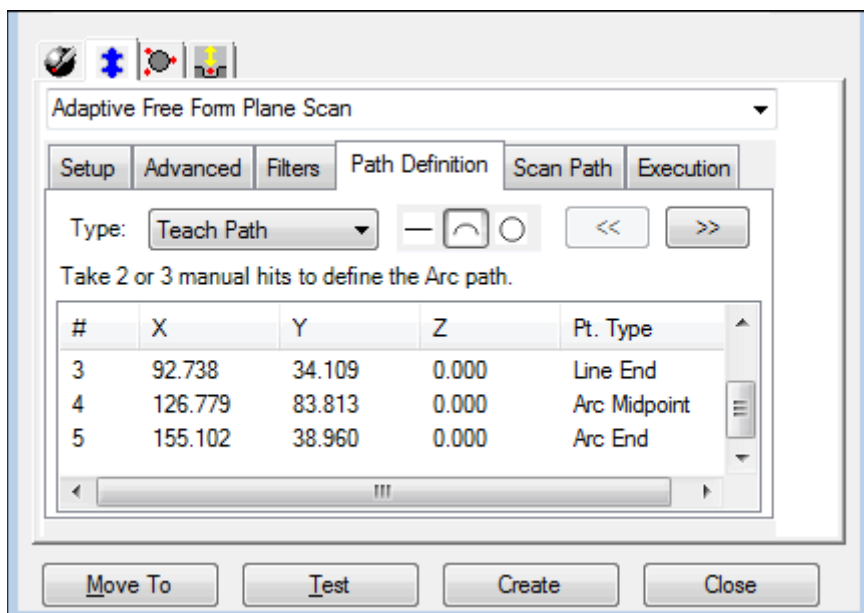 Adaptive Free Form Plane Scan
Setup Advanced Filters Path Definition Scan Path Execution
Type: Teach Path << >>
Take 2 or 3 manual hits to define the Arc path.
# X Y Z Pt. Type
3 92.738 34.109 0.000 Line End
4 126.779 83.813 0.000 Arc Midpoint
5 155.102 38.960 0.000 Arc End
Move To Test Create Close